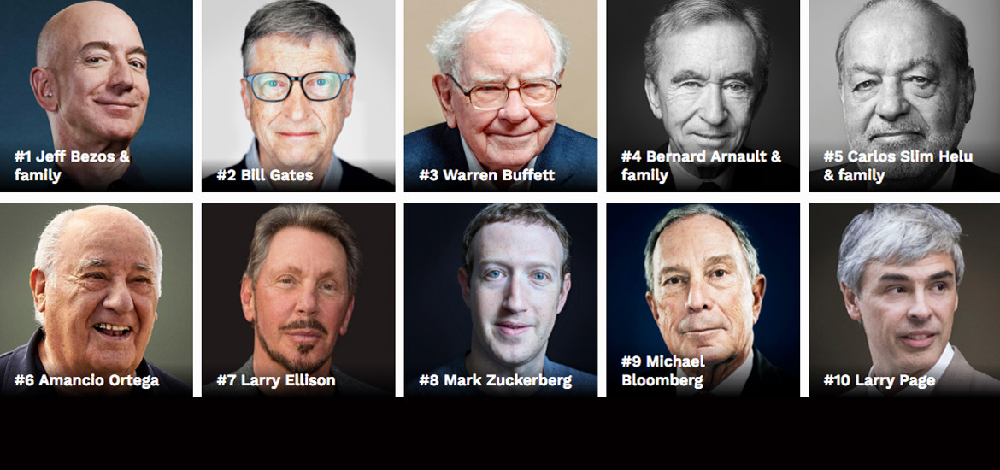 #1 Jeff Bezos &
family
#2 Bill Gates
#3 Warren Buffett
#4 Bernard Arnault &
family
#5 Carlos Slim Helu
& family
#6 Amancio Ortega
#7 Larry Ellison
#8 Mark Zuckerberg
#9 Michael
Bloomberg
#10 Larry Page